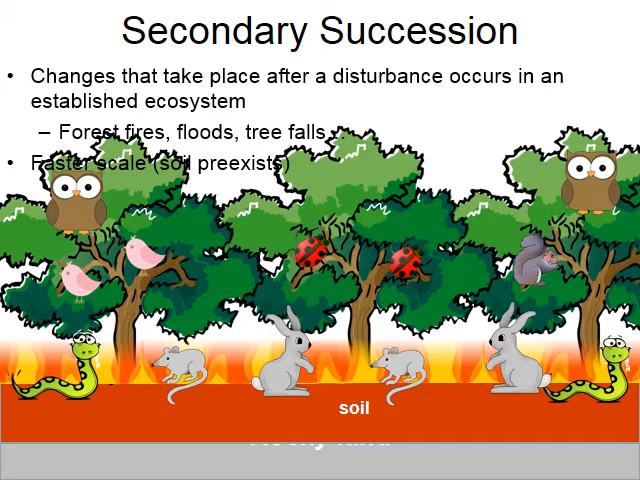 Secondary Succession
• Changes that take place after a disturbance occurs in an
established ecosystem
– Forest fires, floods, tree falls…
• Faster scale (soil preexists)
soil